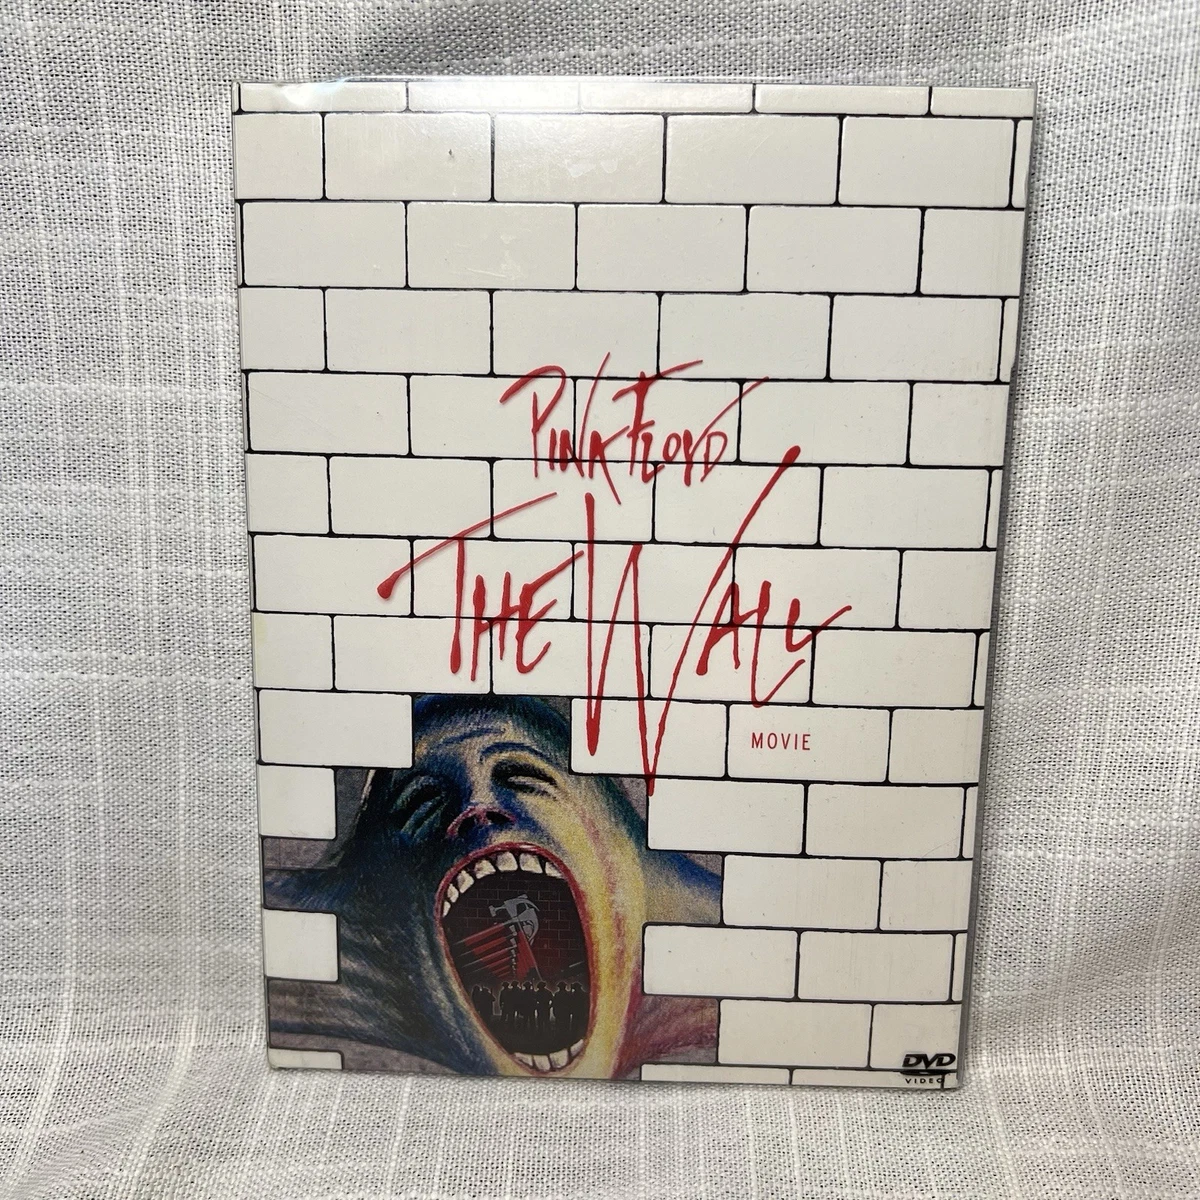 PINK FLOYD
THE WALL
MOVIE
DVD
VIDEO